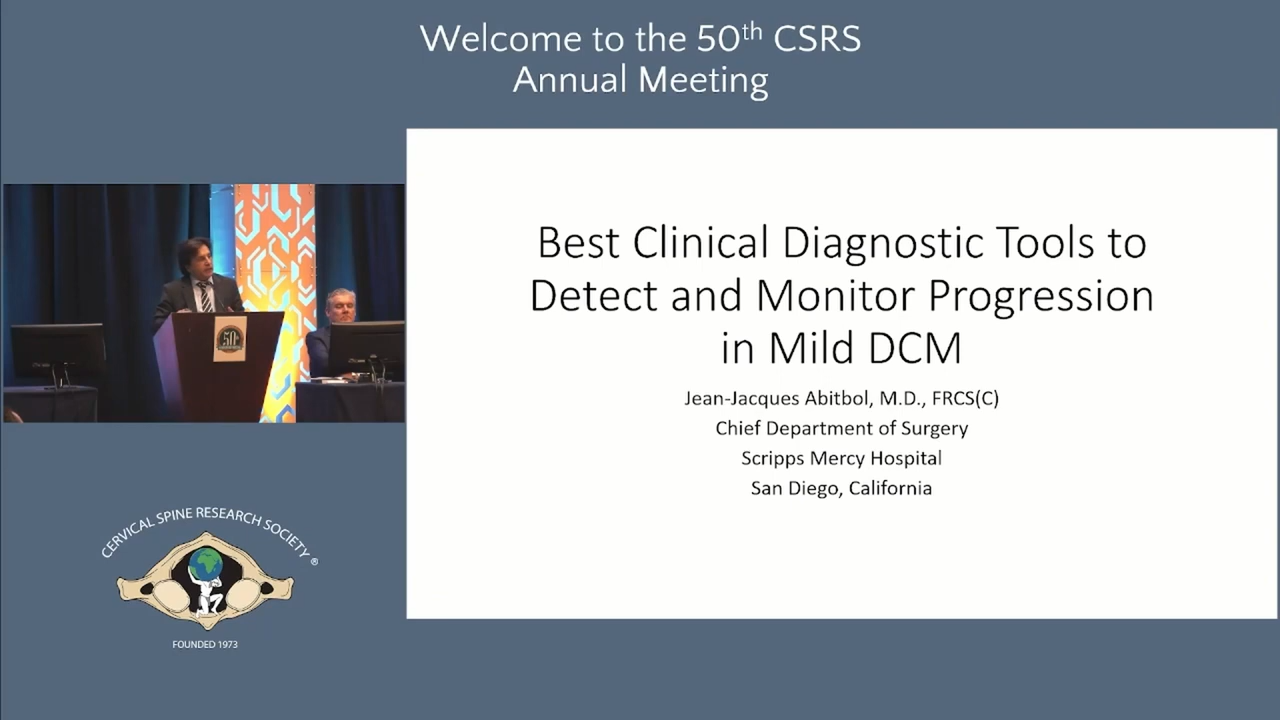 Welcome to the 50th CSRS
Annual Meeting
Best Clinical Diagnostic Tools to
Detect and Monitor Progression
in Mild DCM
Jean-Jacques Abitbol, M.D., FRCS(C)
Chief Department of Surgery
Scripps Mercy Hospital
San Diego, California
50
CERVICAL SPINE RESEARCH SOCIETY ®
FOUNDED 1973